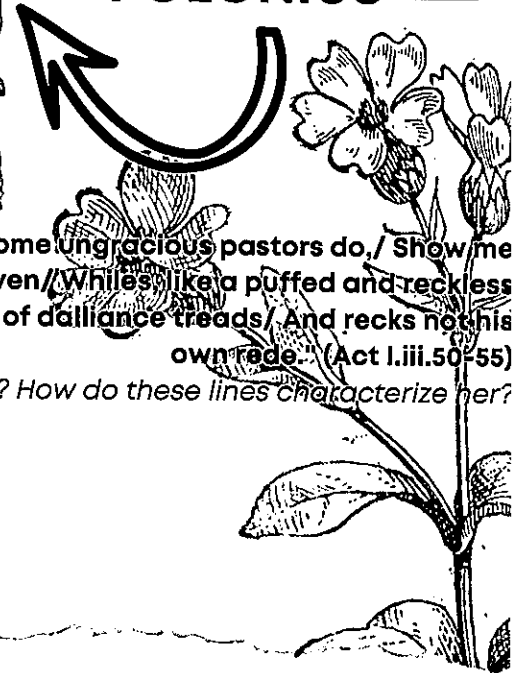 ome ungracious pastors do,/ Show me
ven/ Whiles, like a puffed and reckless
of dalliance treads/ And recks not his
own rede." (Act I.iii.50-55)
? How do these lines characterize her?